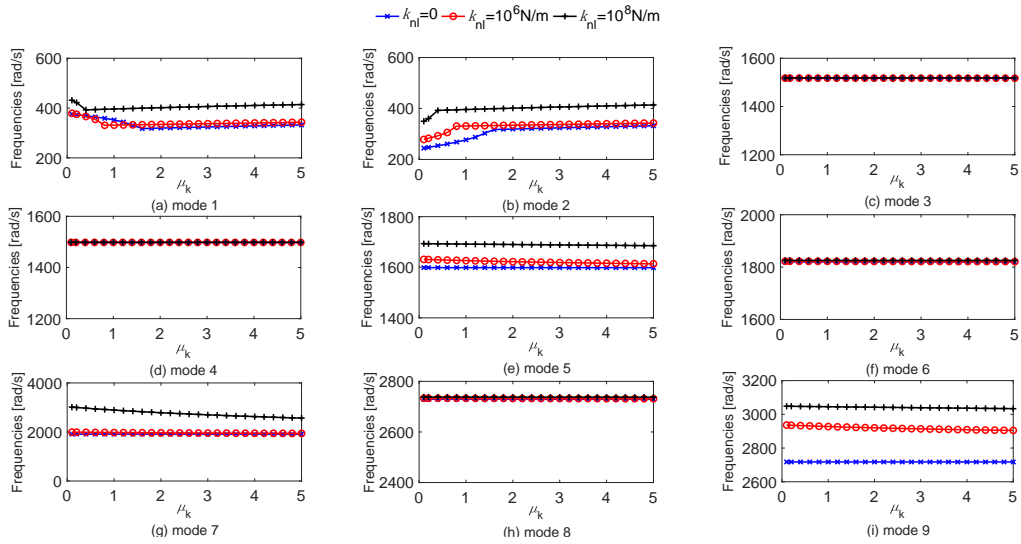 k_nl=0 k_nl=10^6N/m k_nl=10^8N/m
Frequencies [rad/s]
600
400
200
0 1 2 3 4 5
μ_k
(a) mode 1
Frequencies [rad/s]
600
400
200
0 1 2 3 4 5
μ_k
(b) mode 2
Frequencies [rad/s]
1600
1400
1200
0 1 2 3 4 5
μ_k
(c) mode 3
Frequencies [rad/s]
1600
1400
1200
0 1 2 3 4 5
μ_k
(d) mode 4
Frequencies [rad/s]
1800
1600
1400
0 1 2 3 4 5
μ_k
(e) mode 5
Frequencies [rad/s]
2000
1800
1600
0 1 2 3 4 5
μ_k
(f) mode 6
Frequencies [rad/s]
4000
2000
0
0 1 2 3 4 5
μ_k
(g) mode 7
Frequencies [rad/s]
2800
2600
2400
0 1 2 3 4 5
μ_k
(h) mode 8
Frequencies [rad/s]
3200
3000
2800
2600
0 1 2 3 4 5
μ_k
(i) mode 9